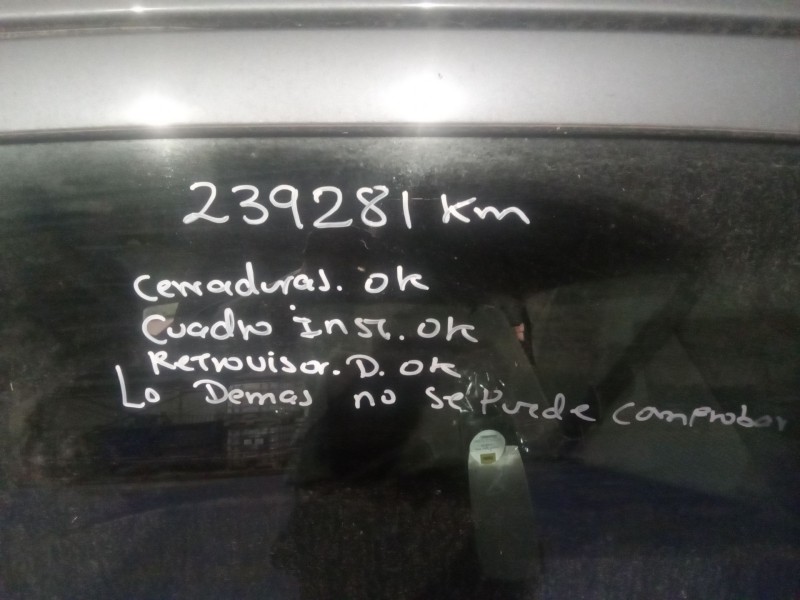 239281 Km
Cerraduras. OK
Cuadro Inst. OK
Retrovisor. D. OK
Lo Demas no se Puede Comprobar